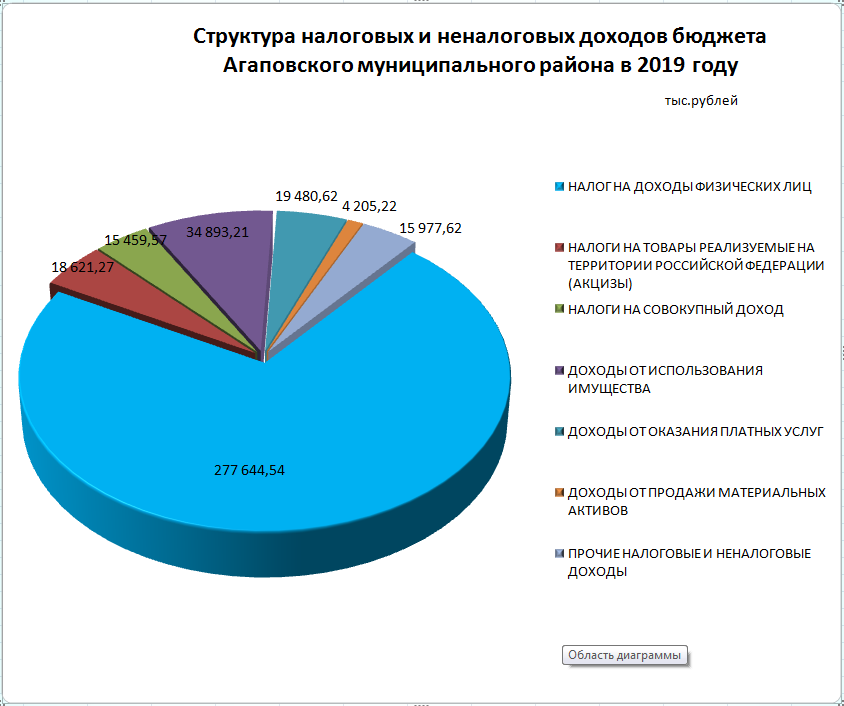 Структура налоговых и неналоговых доходов бюджета
Агаповского муниципального района в 2019 году
тыс.рублей
19 480,62
4 205,22
15 977,62
34 893,21
15 459,57
18 621,27
277 644,54
НАЛОГ НА ДОХОДЫ ФИЗИЧЕСКИХ ЛИЦ
НАЛОГИ НА ТОВАРЫ РЕАЛИЗУЕМЫЕ НА
ТЕРРИТОРИИ РОССИЙСКОЙ ФЕДЕРАЦИИ
(АКЦИЗЫ)
НАЛОГИ НА СОВОКУПНЫЙ ДОХОД
ДОХОДЫ ОТ ИСПОЛЬЗОВАНИЯ
ИМУЩЕСТВА
ДОХОДЫ ОТ ОКАЗАНИЯ ПЛАТНЫХ УСЛУГ
ДОХОДЫ ОТ ПРОДАЖИ МАТЕРИАЛЬНЫХ
АКТИВОВ
ПРОЧИЕ НАЛОГОВЫЕ И НЕНАЛОГОВЫЕ
ДОХОДЫ
Область диаграммы